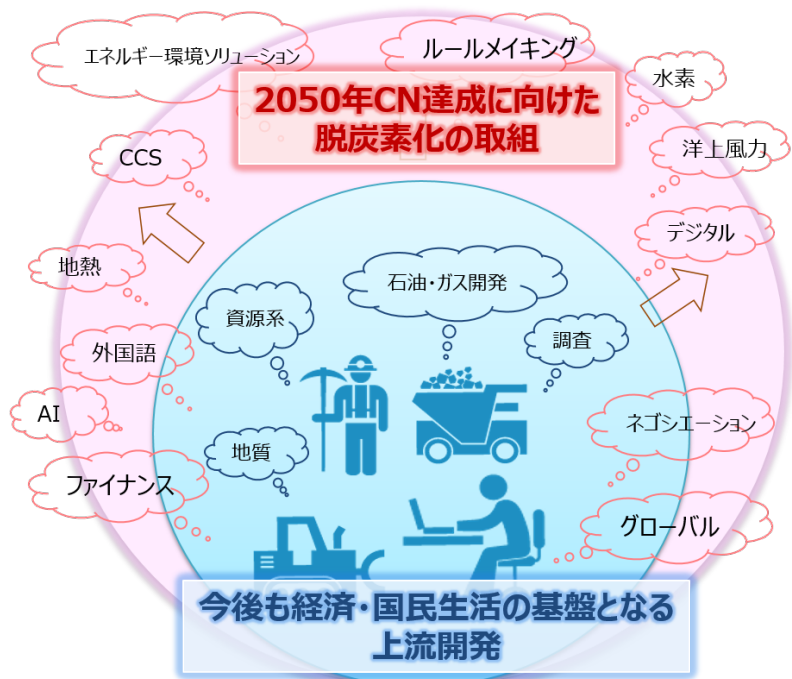 エネルギー環境ソリューション
ルールメイキング
水素
2050年CN達成に向けた
脱炭素化の取組
CCS
洋上風力
デジタル
地熱
石油・ガス開発
資源系
調査
外国語
AI
ネゴシエーション
地質
ファイナンス
グローバル
今後も経済・国民生活の基盤となる
上流開発